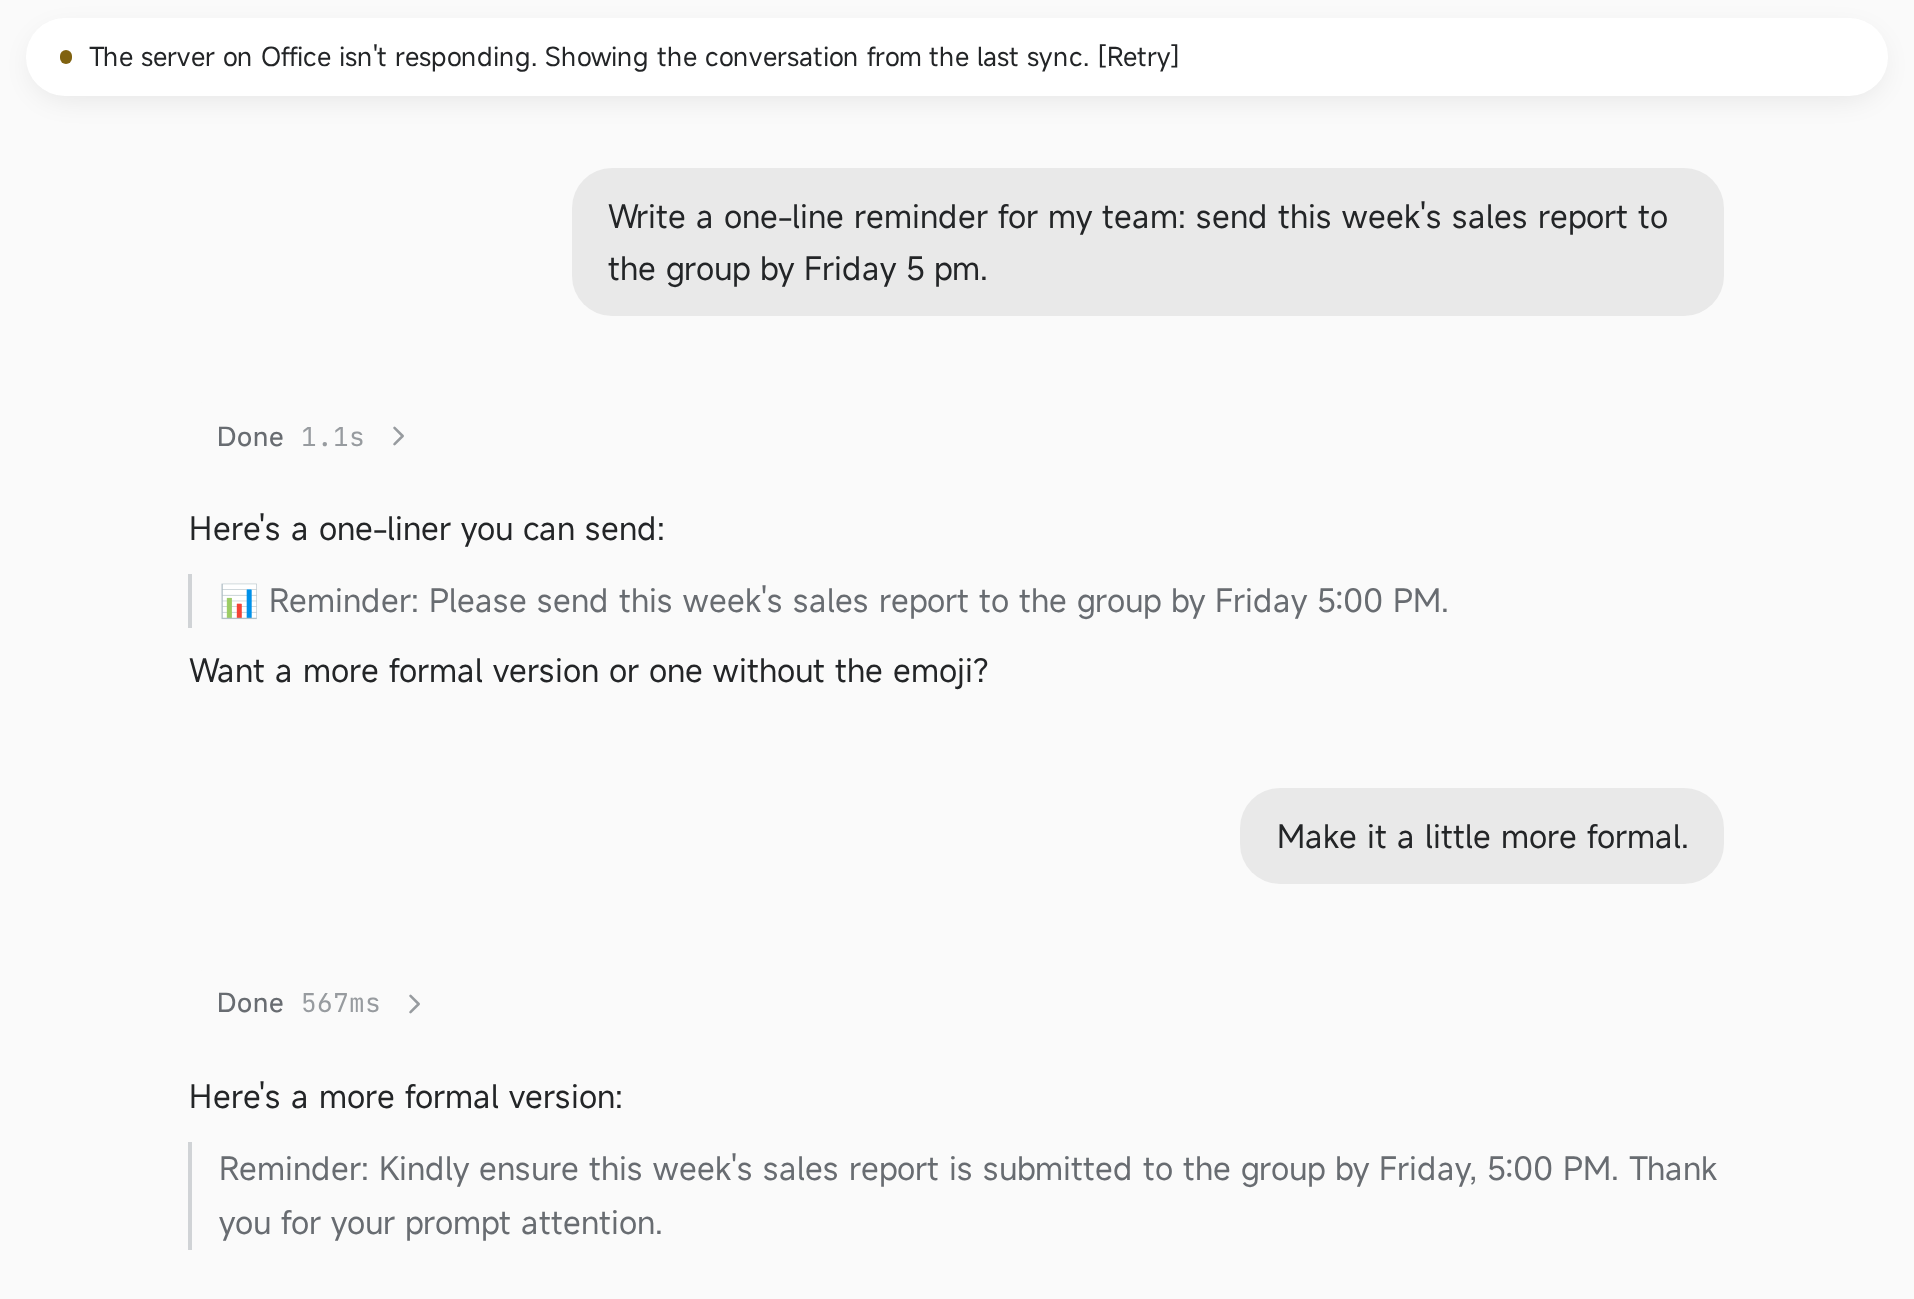 The server on Office isn't responding. Showing the conversation from the last sync. [Retry]
Write a one-line reminder for my team: send this week's sales report to
the group by Friday 5 pm.
Done 1.1s
Here's a one-liner you can send:
📊 Reminder: Please send this week's sales report to the group by Friday 5:00 PM.
Want a more formal version or one without the emoji?
Make it a little more formal.
Done 567ms
Here's a more formal version:
Reminder: Kindly ensure this week's sales report is submitted to the group by Friday, 5:00 PM. Thank
you for your prompt attention.